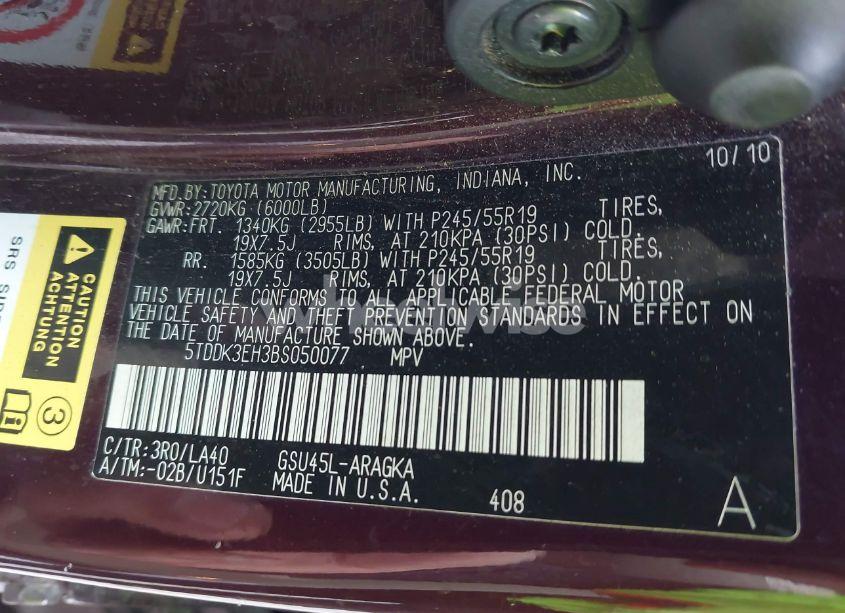 10/10
MFD.BY:TOYOTA MOTOR MANUFACTURING, INDIANA, INC.
GVWR:2720KG (6000LB)
GAWR:FRT. 1340KG (2955LB) WITH P245/55R19 TIRES,
19X7.5J RIMS, AT 210KPA (30PSI) COLD.
RR. 1585KG (3505LB) WITH P245/55R19 TIRES,
19X7.5J RIMS, AT 210KPA (30PSI) COLD.
THIS VEHICLE CONFORMS TO ALL APPLICABLE FEDERAL MOTOR
VEHICLE SAFETY AND THEFT PREVENTION STANDARDS IN EFFECT ON
THE DATE OF MANUFACTURE SHOWN ABOVE.
5TDDK3EH3BS050077 MPV
C/TR:3R0/LA40 GSU45L-ARAGKA
A/TM:-02B/U151F MADE IN U.S.A.
408
A
SRS
CAUTION
ATTENTION
ACHTUNG
3